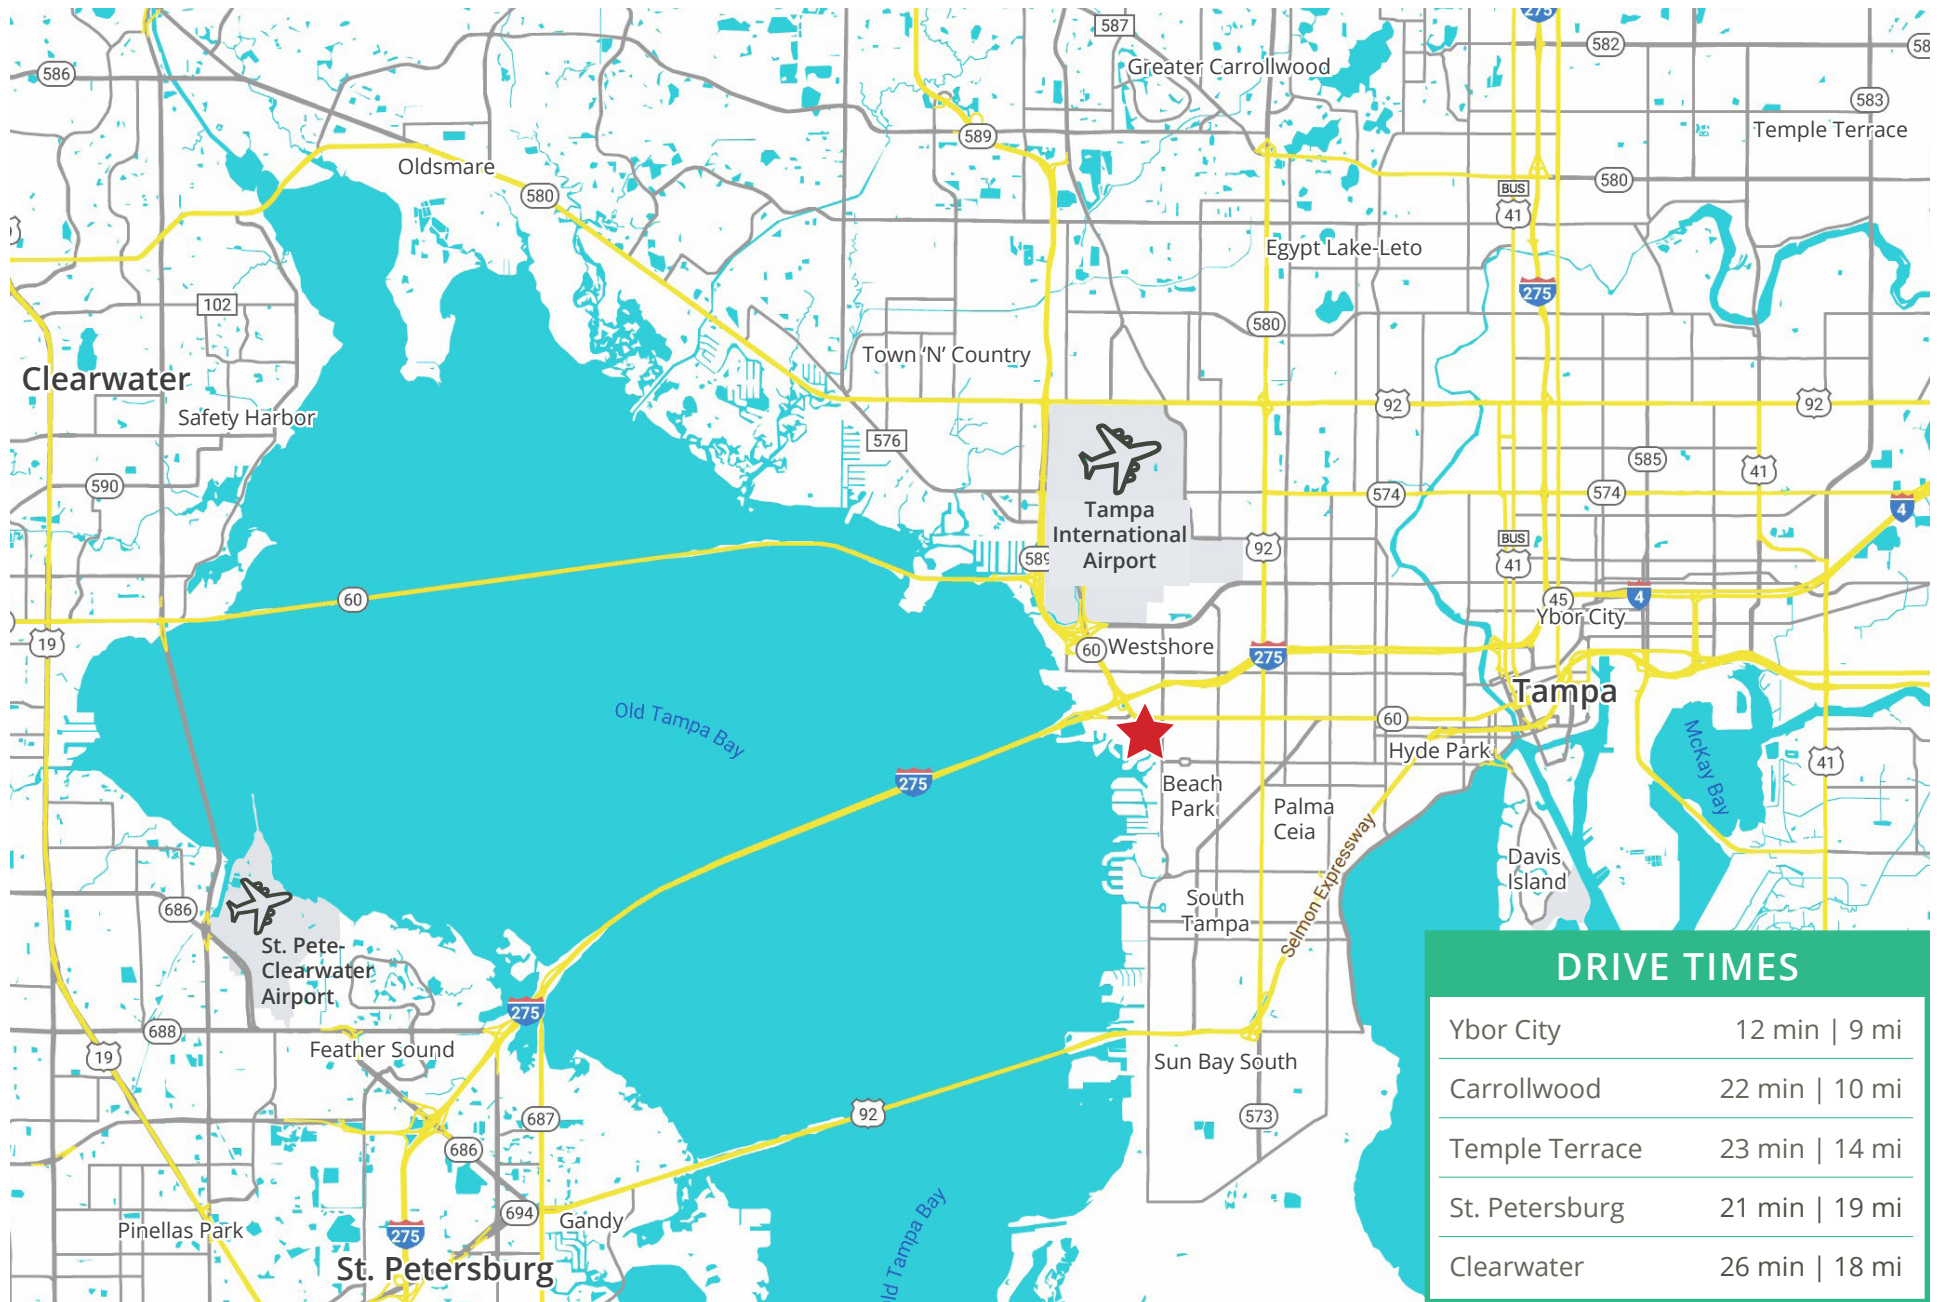 275
587
582
58
586
Greater Carrollwood
583
589
Temple Terrace
Oldsmare
580
580
BUS
41
Egypt Lake-Leto
275
102
580
Town ‘N’ Country
Clearwater
92
92
Safety Harbor
576
585
41
590
574
574
4
Tampa
International
Airport
BUS
41
92
589
60
45
4
Ybor City
19
60
Westshore
275
Tampa
Old Tampa Bay
60
Hyde Park
McKay Bay
41
275
Beach
Park
Palma
Ceia
Selmon Expressway
Davis
Island
686
South
Tampa
St. Pete-
Clearwater
Airport
275
688
19
Feather Sound
Sun Bay South
92
573
687
686
694
Gandy
Pinellas Park
275
St. Petersburg
ld Tampa Bay
DRIVE TIMES
Ybor City 12 min | 9 mi
Carrollwood 22 min | 10 mi
Temple Terrace 23 min | 14 mi
St. Petersburg 21 min | 19 mi
Clearwater 26 min | 18 mi